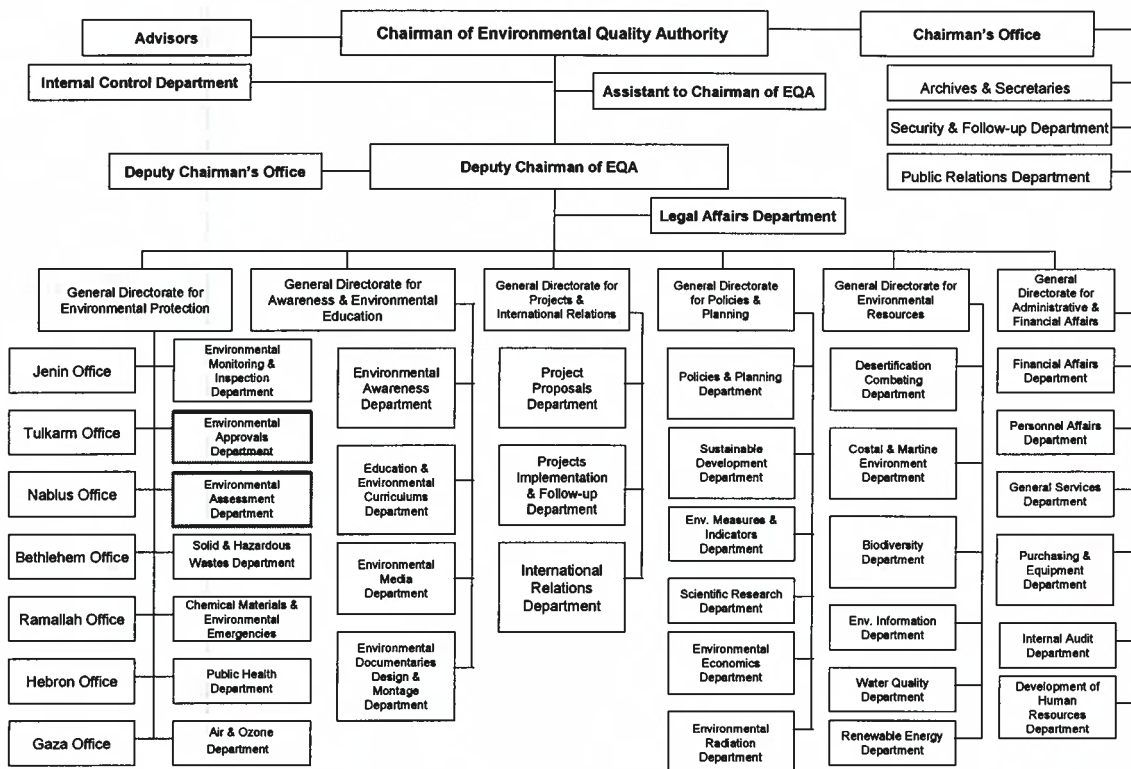 Advisors
Chairman of Environmental Quality Authority
Chairman's Office
Internal Control Department
Assistant to Chairman of EQA
Archives & Secretaries
Security & Follow-up Department
Public Relations Department
Deputy Chairman's Office
Deputy Chairman of EQA
Legal Affairs Department
General Directorate for
Environmental Protection
General Directorate for
Awareness & Environmental
Education
General Directorate for
Projects &
International Relations
General Directorate
for Policies &
Planning
General Directorate for
Environmental
Resources
General
Directorate for
Administrative &
Financial Affairs
Jenin Office
Tulkarm Office
Nablus Office
Bethlehem Office
Ramallah Office
Hebron Office
Gaza Office
Environmental
Monitoring &
Inspection
Department
Environmental
Approvals
Department
Environmental
Assessment
Department
Solid & Hazardous
Wastes Department
Chemical Materials &
Environmental
Emergencies
Public Health
Department
Air & Ozone
Department
Environmental
Awareness
Department
Education &
Environmental
Curriculums
Department
Environmental
Media
Department
Environmental
Documentaries
Design &
Montage
Department
Project
Proposals
Department
Projects
Implementation
& Follow-up
Department
International
Relations
Department
Policies & Planning
Department
Sustainable
Development
Department
Env. Measures &
Indicators
Department
Scientific Research
Department
Environmental
Economics
Department
Environmental
Radiation
Department
Desertification
Combating
Department
Costal & Martine
Environment
Department
Biodiversity
Department
Env. Information
Department
Water Quality
Department
Renewable Energy
Department
Financial Affairs
Department
Personnel Affairs
Department
General Services
Department
Purchasing &
Equipment
Department
Internal Audit
Department
Development of
Human
Resources
Department